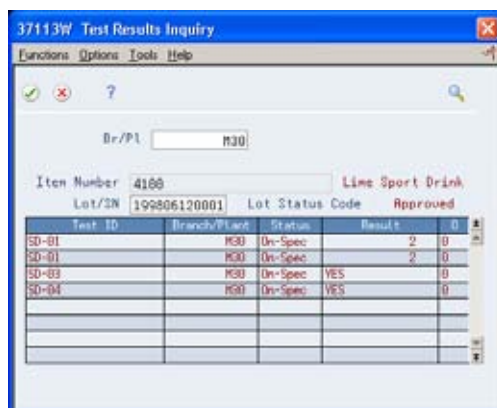 37113W Test Results Inquiry
Functions Options Tools Help
?
Br/Pl M30
Item Number 4100 Lime Sport Drink
Lot/SN 199806120001 Lot Status Code Approved
Test ID Branch/Plant Status Result O
SD-01 M30 On-Spec 2 0
SD-01 M30 On-Spec 2 0
SD-03 M30 On-Spec YES 0
SD-04 M30 On-Spec YES 0